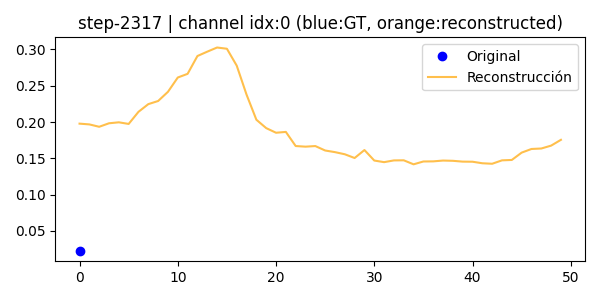 step-2317 | channel idx:0 (blue:GT, orange:reconstructed)
0.30
0.25
0.20
0.15
0.10
0.05
0 10 20 30 40 50
Original
Reconstrucción